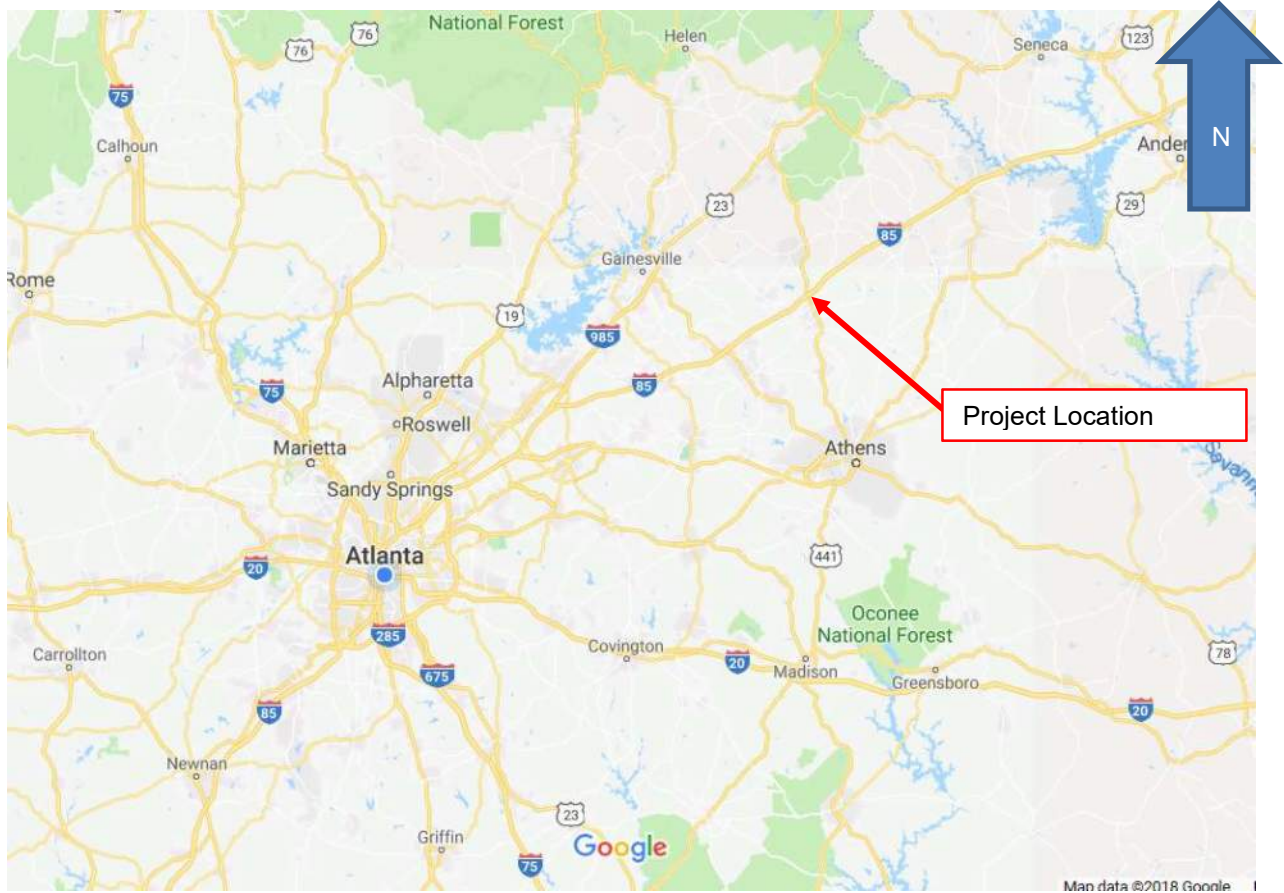 National Forest
Helen
76
76
123
Seneca
N
75
Calhoun
Ander
29
23
85
Gainesville
Rome
19
985
Alpharetta
85
75
Roswell
Project Location
Marietta
Athens
Sandy Springs
Savann
Atlanta
441
20
Oconee
National Forest
285
Covington
Carrollton
20
78
675
Madison
Greensboro
85
20
Newnan
23
Griffin
Google
75
Map data ©2018 Google